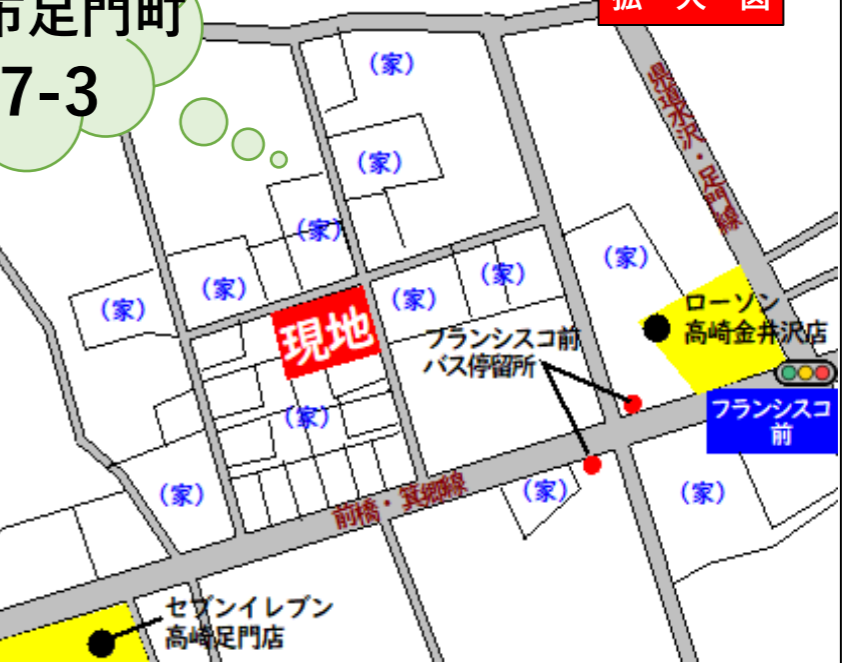 市足門町
7-3
拡大図
(家)
県道水沢・足門線
(家)
(家)
(家)
(家)
(家)
(家)
(家)
現地
ローソン
高崎金井沢店
フランシスコ前
バス停留所
フランシスコ
前
(家)
(家)
(家)
(家)
前橋・箕郷線
セブンイレブン
高崎足門店